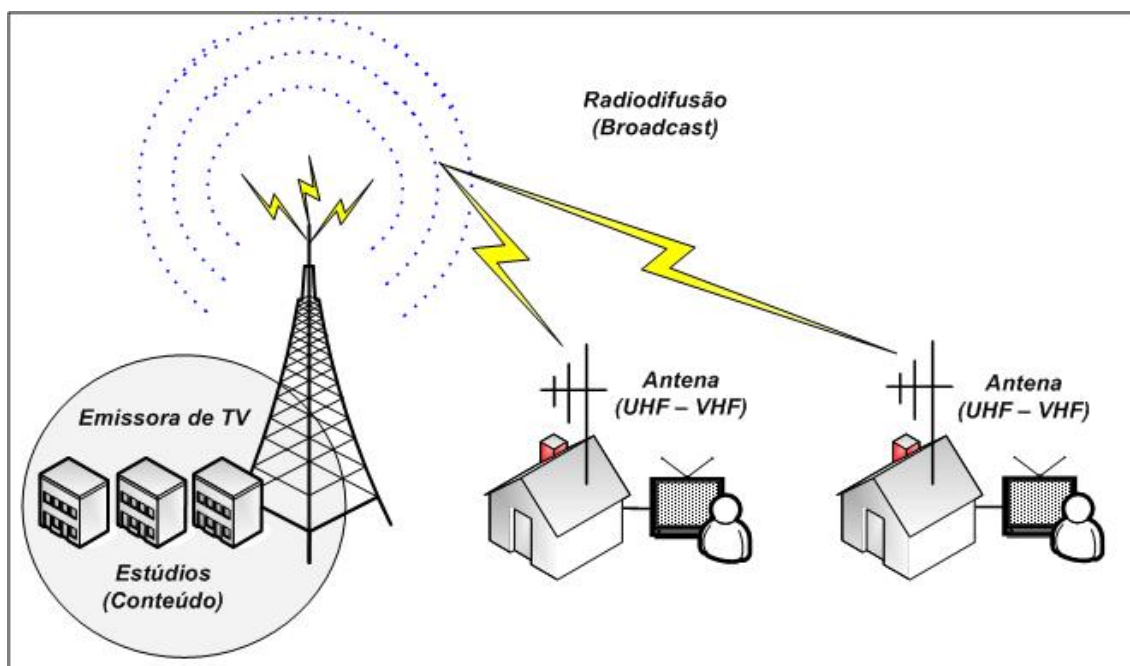 Radiodifusão
(Broadcast)
Antena
(UHF – VHF)
Antena
(UHF – VHF)
Emissora de TV
Estúdios
(Conteúdo)